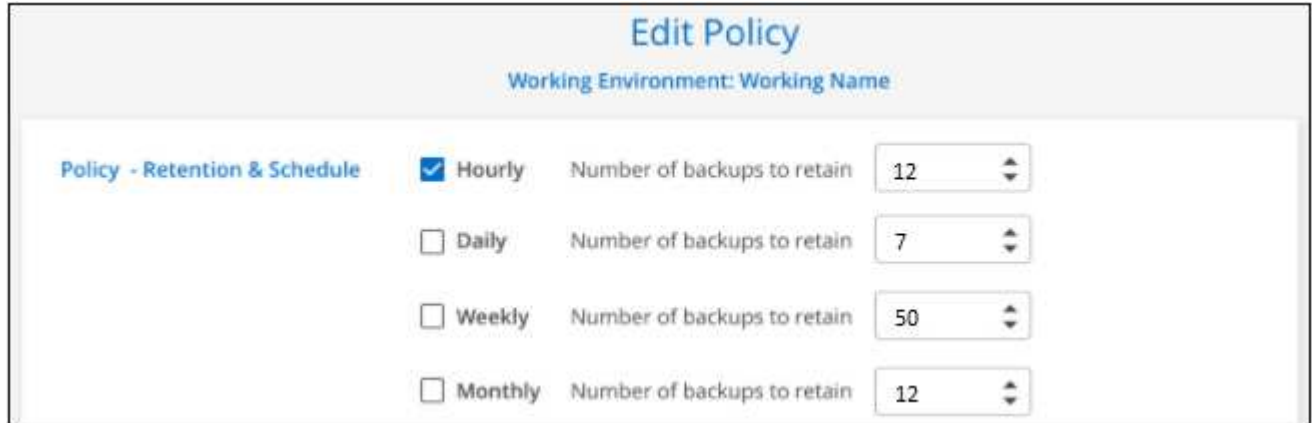 Edit Policy
Working Environment: Working Name
Policy - Retention & Schedule Hourly Number of backups to retain 12
Daily Number of backups to retain 7
Weekly Number of backups to retain 50
Monthly Number of backups to retain 12